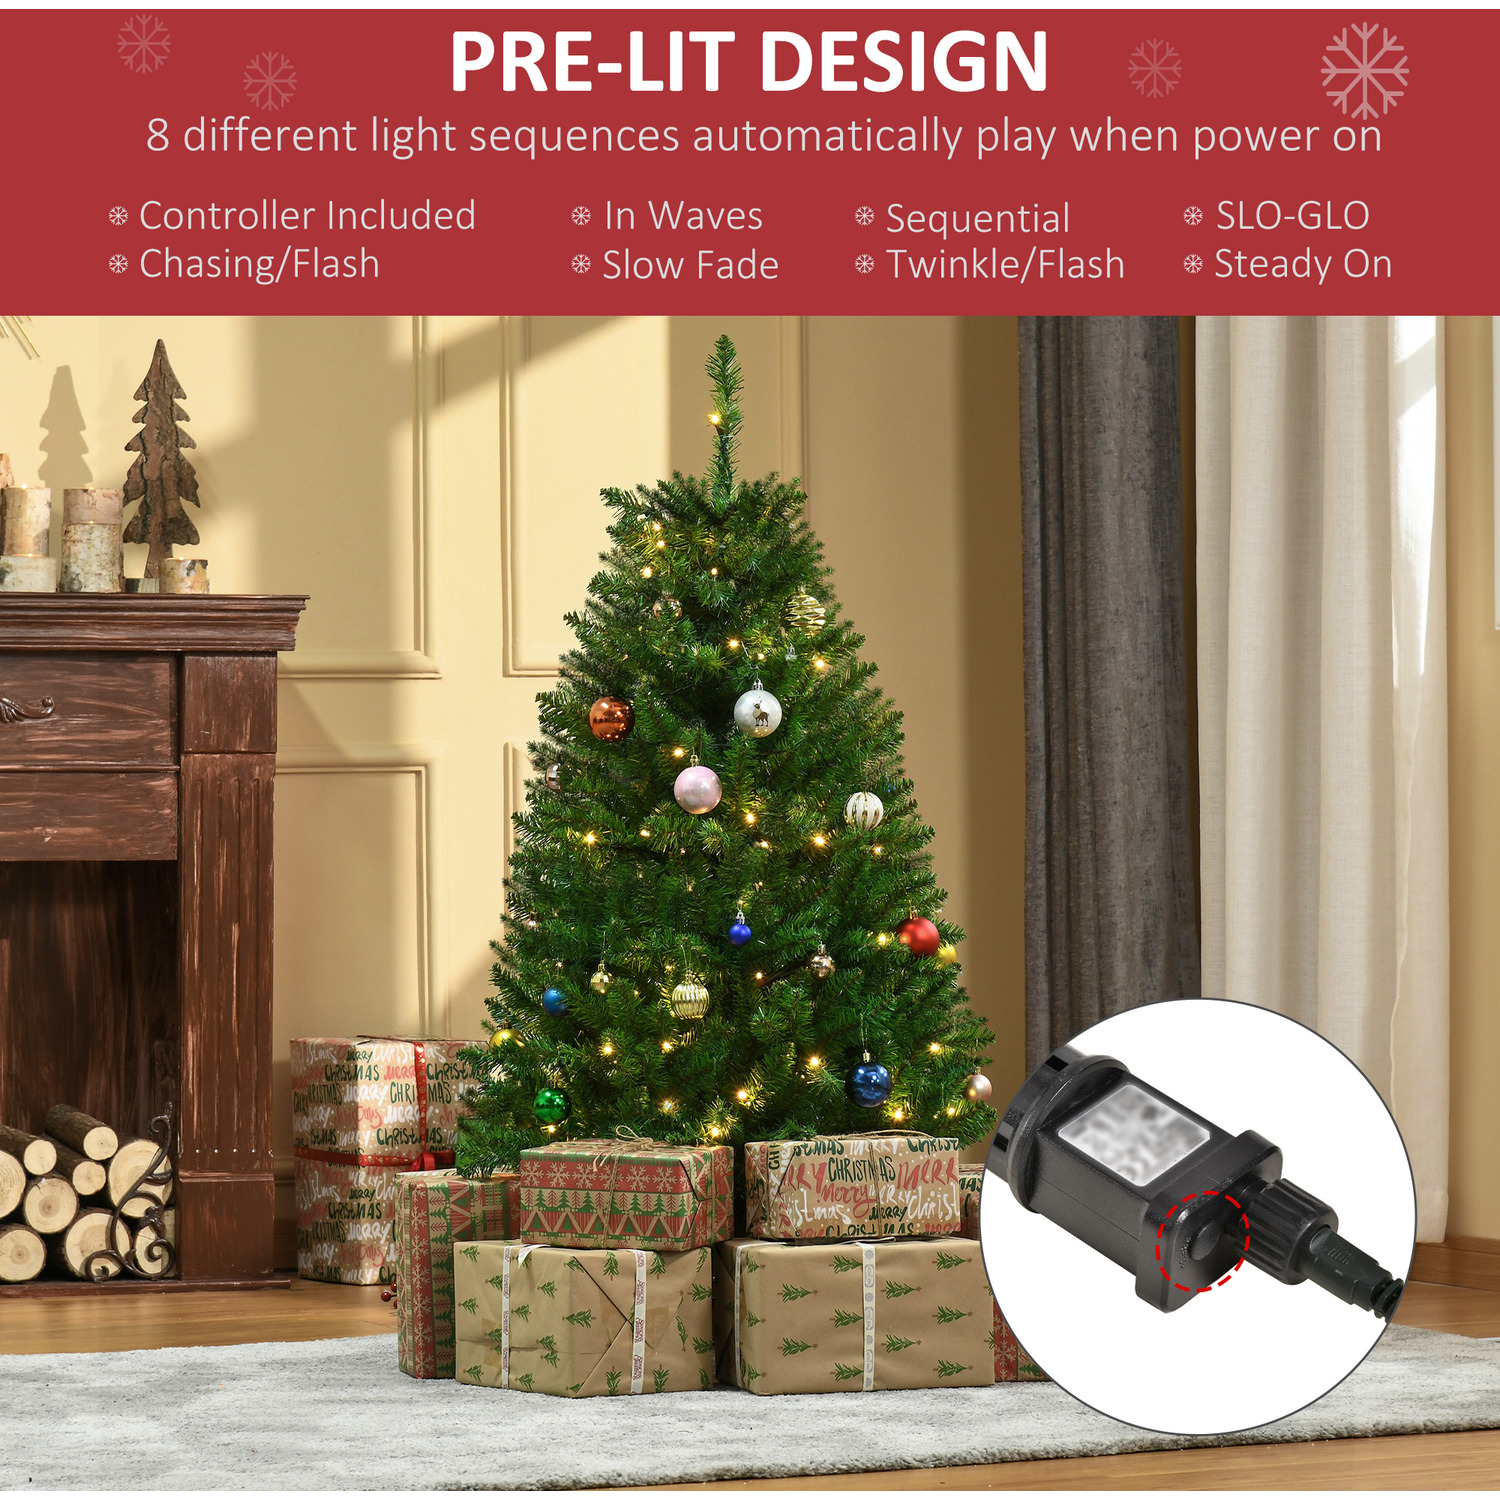 PRE-LIT DESIGN
8 different light sequences automatically play when power on
Controller Included
In Waves
Sequential
SLO-GLO
Chasing/Flash
Slow Fade
Twinkle/Flash
Steady On